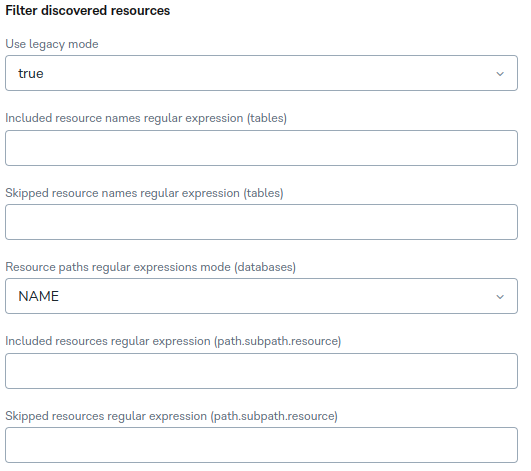 Filter discovered resources
Use legacy mode
true
Included resource names regular expression (tables)
Skipped resource names regular expression (tables)
Resource paths regular expressions mode (databases)
NAME
Included resources regular expression (path.subpath.resource)
Skipped resources regular expression (path.subpath.resource)